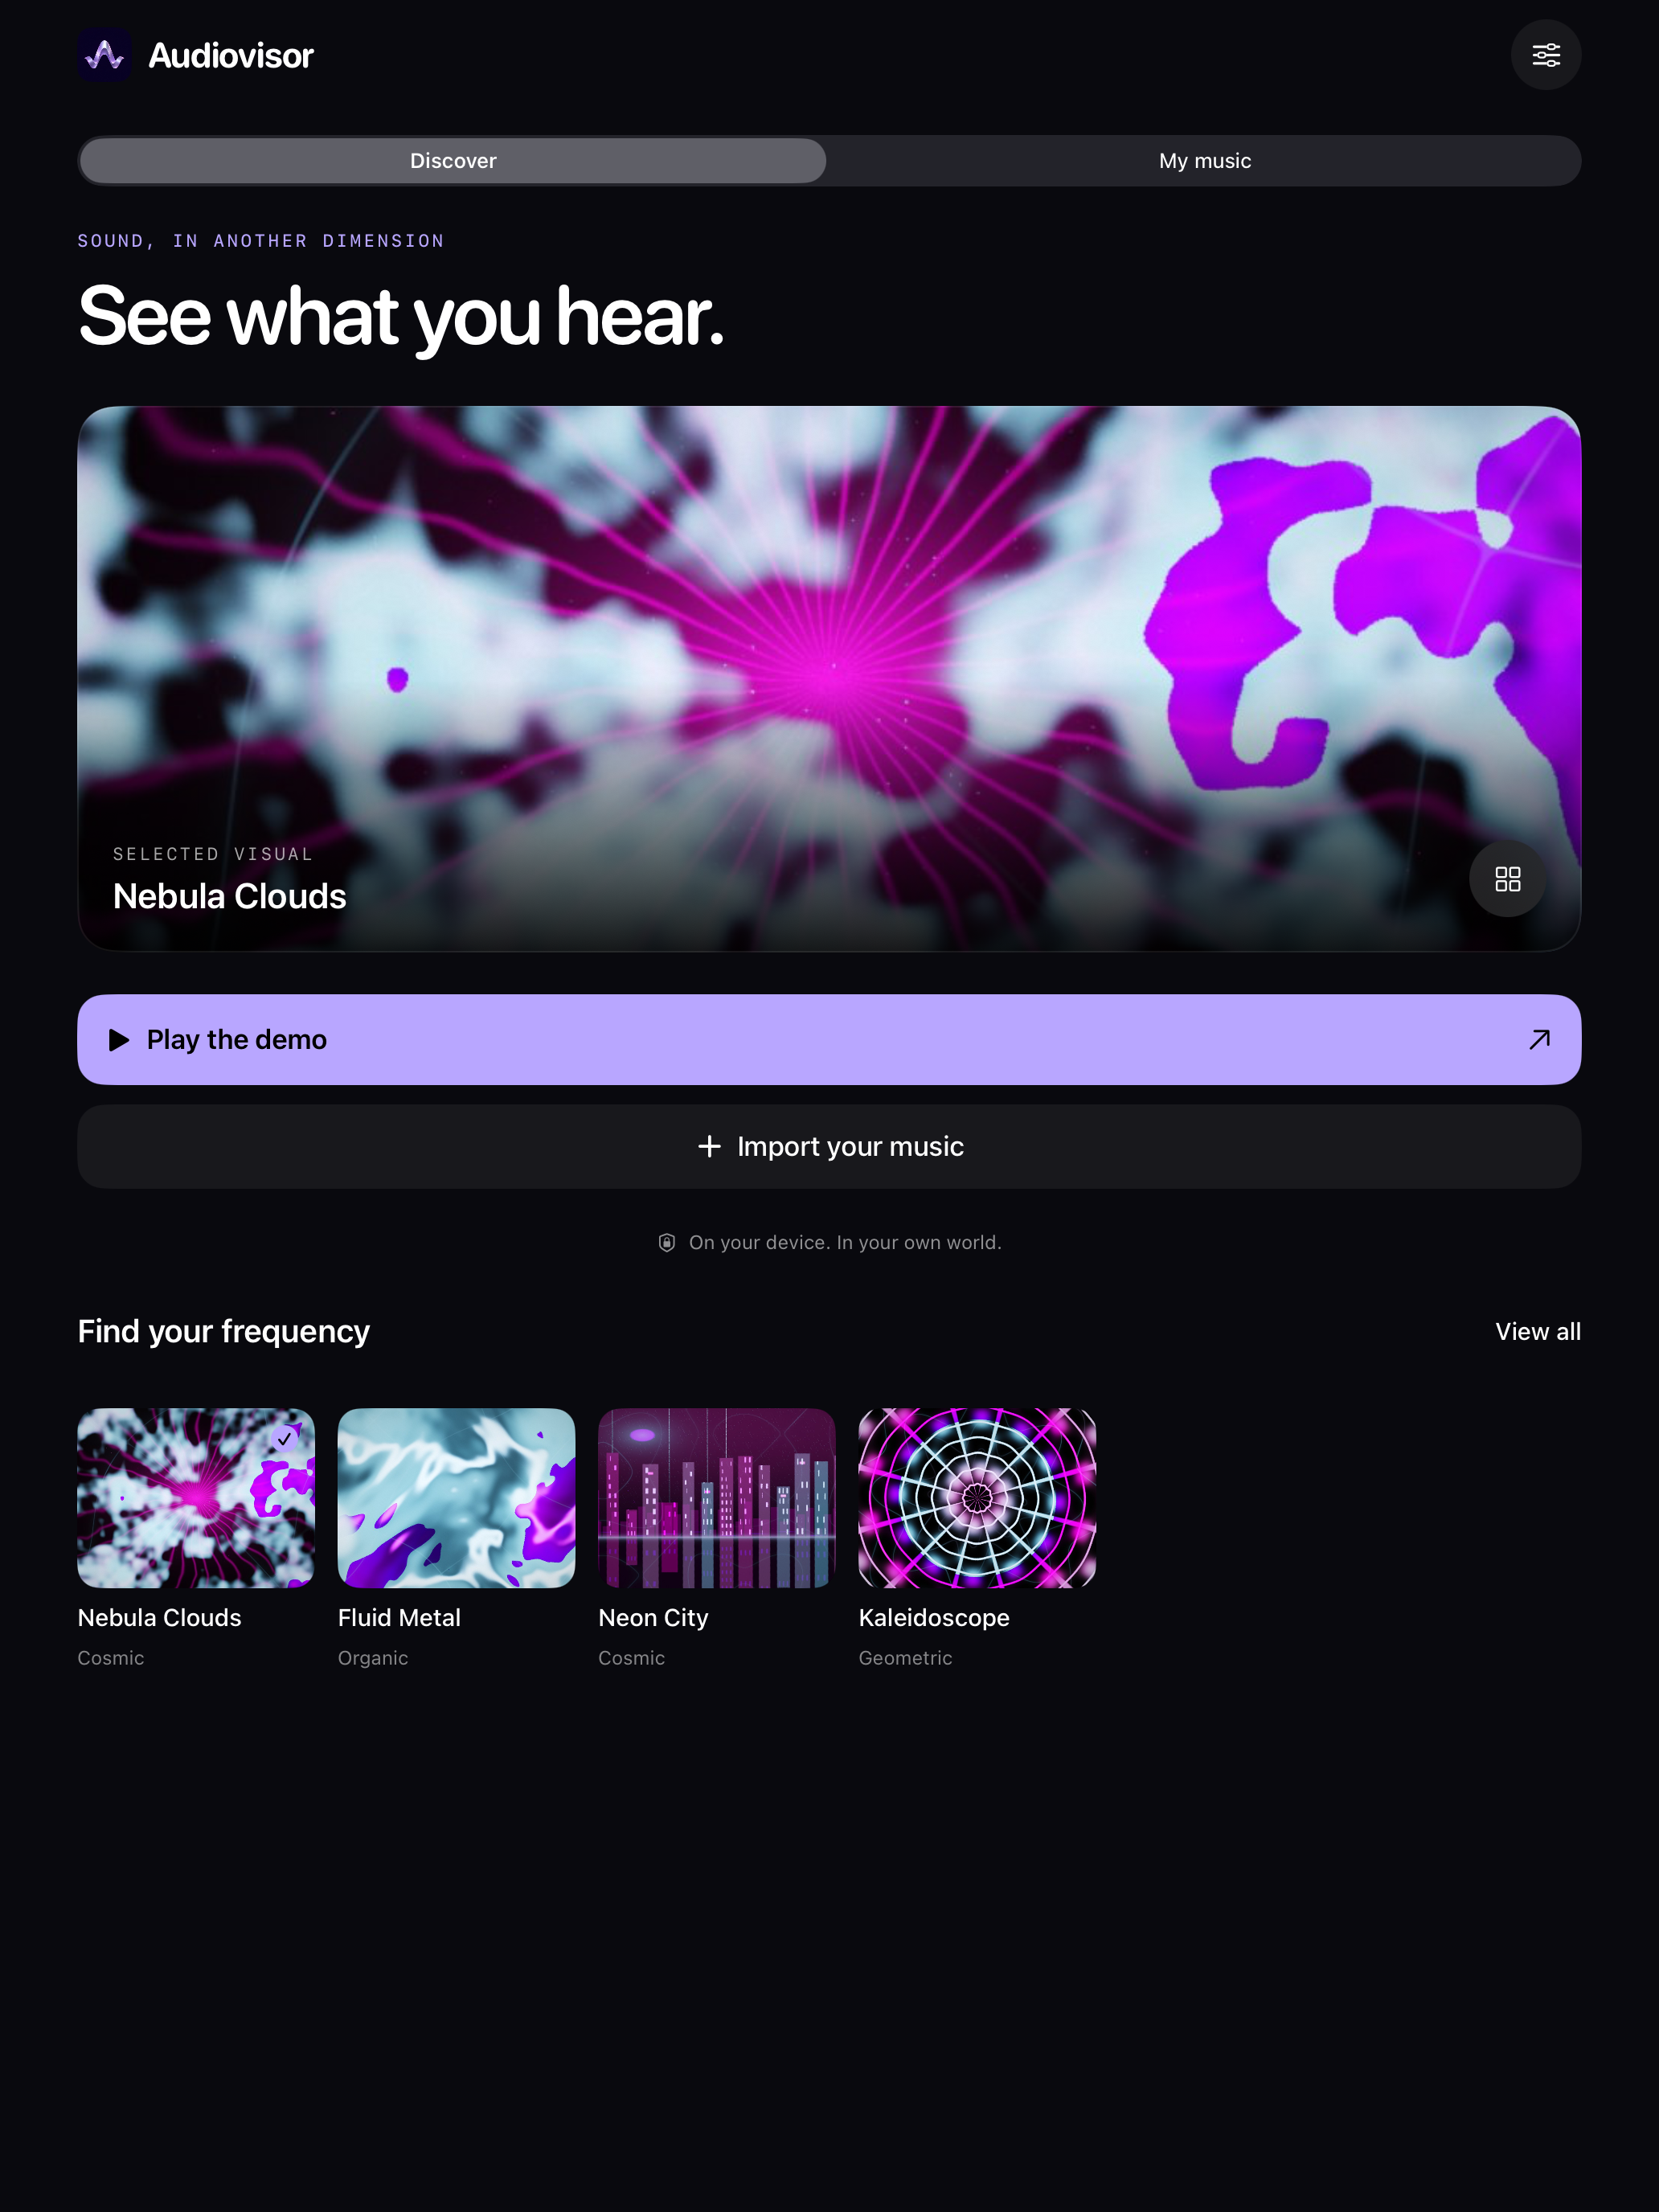 Audiovisor
Discover
My music
SOUND, IN ANOTHER DIMENSION
See what you hear.
SELECTED VISUAL
Nebula Clouds
Play the demo
Import your music
On your device. In your own world.
Find your frequency
View all
Nebula Clouds
Cosmic
Fluid Metal
Organic
Neon City
Cosmic
Kaleidoscope
Geometric